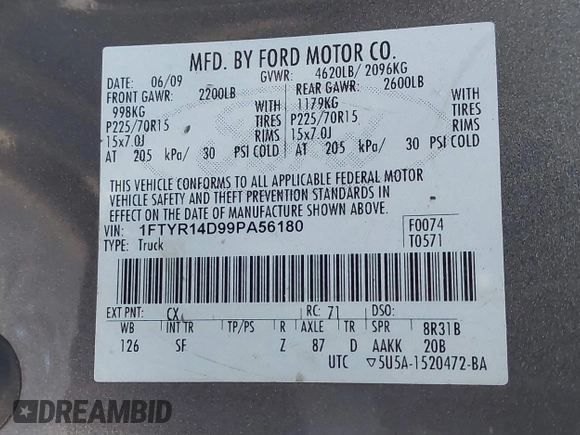 MFD. BY FORD MOTOR CO.
DATE: 06/09 GVWR: 4620LB/ 2096KG
FRONT GAWR: 2200LB REAR GAWR: 2600LB
998KG WITH 1179KG WITH
P225/70R15 TIRES P225/70R15 TIRES
15x7.0J RIMS 15x7.0J RIMS
AT 205 kPa/ 30 PSI COLD AT 205 kPa/ 30 PSI COLD
THIS VEHICLE CONFORMS TO ALL APPLICABLE FEDERAL MOTOR
VEHICLE SAFETY AND THEFT PREVENTION STANDARDS IN
EFFECT ON THE DATE OF MANUFACTURE SHOWN ABOVE.
VIN: 1FTYR14D99PA56180 F0074
TYPE: Truck T0571
EXT PNT: CX RC: 71 DSO:
WB INT TR TP/PS R AXLE TR SPR 8R31B
126 SF Z 87 D AAKK 20B
UTC ▽5U5A-1520472-BA
DREAMBID